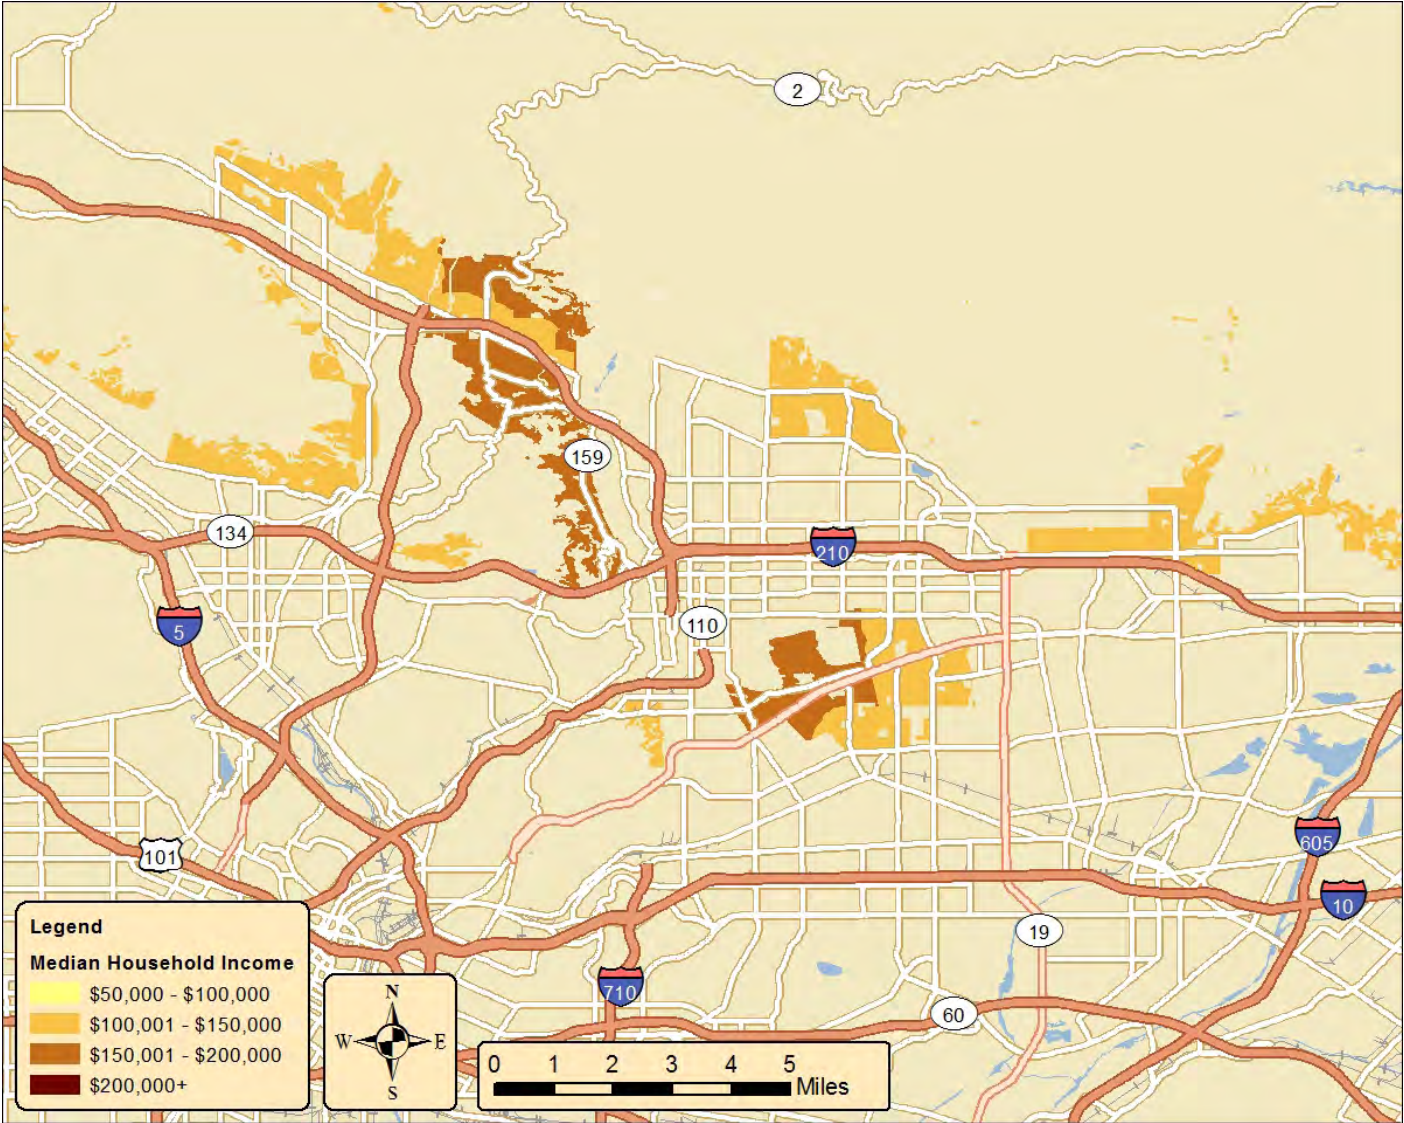 2
159
134
210
5
110
101
605
10
19
710
60
Legend
Median Household Income
$50,000 - $100,000
$100,001 - $150,000
$150,001 - $200,000
$200,000+
N
W E
S
0 1 2 3 4 5
Miles